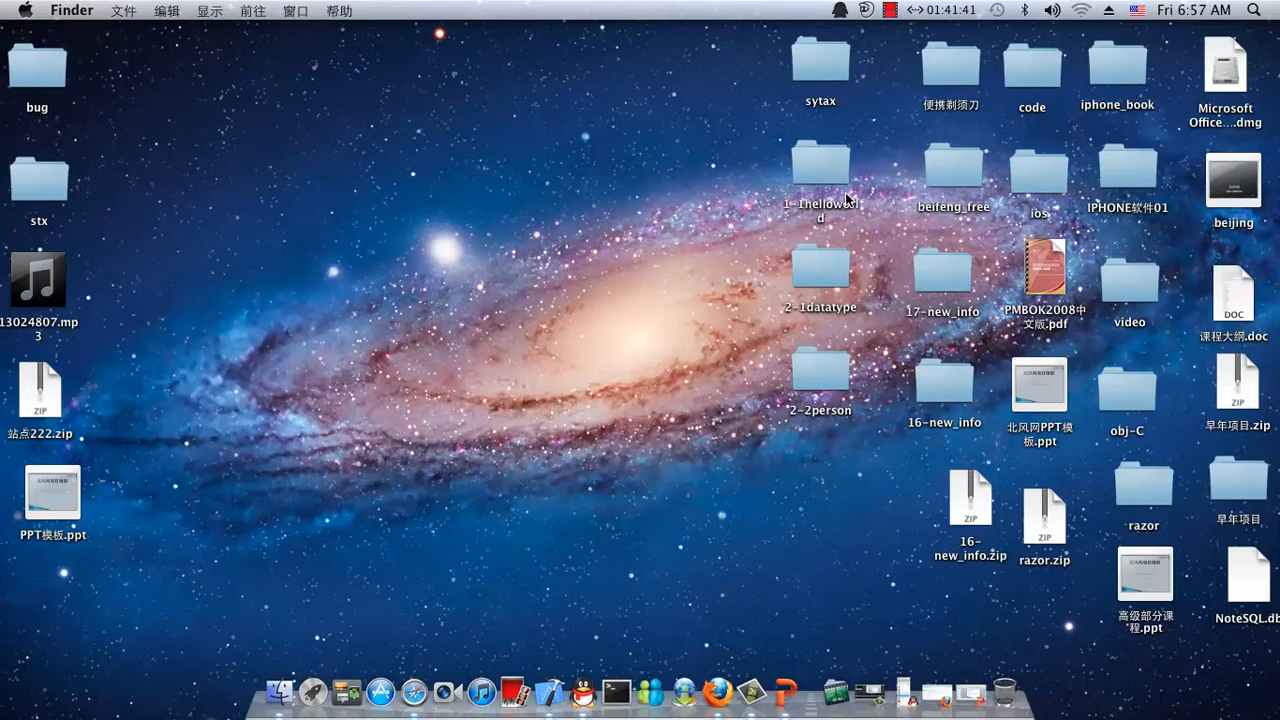 Finder 文件 编辑 显示 前往 窗口 帮助 01:41:41 Fri 6:57 AM
bug
stx
13024807.mp
3
站点222.zip
PPT模板.ppt
sytax
2-1datatype
2-2person
便携剃须刀
beifeng_free
17-new_info
16-new_info
16-
new_info.zip
code
ios
PMBOK2008中
文版.pdf
北风网PPT模
板.ppt
razor.zip
iphone_book
IPHONE软件01
video
obj-C
razor
高级部分课
程.ppt
Microsoft
Office....dmg
beijing
DOC
课程大纲.doc
早年项目.zip
早年项目
NoteSQL.db
ZIP
ZIP
ZIP
ZIP